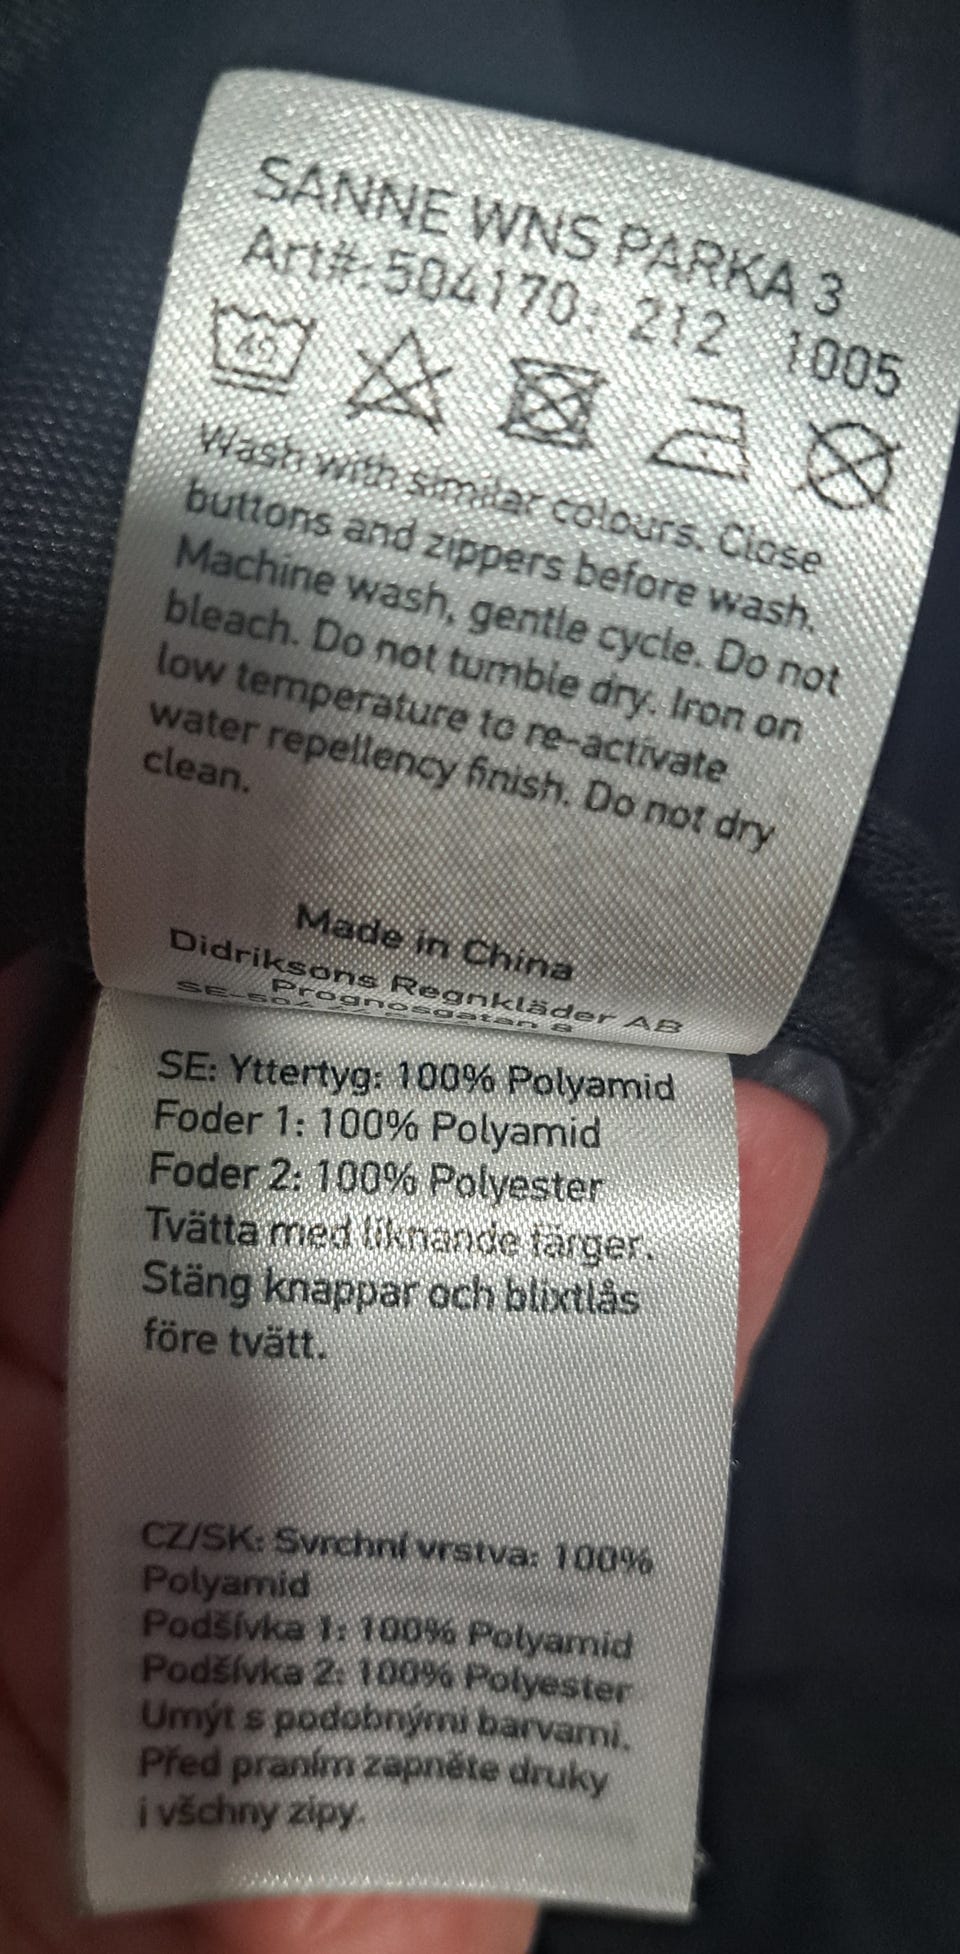 SANNE WNS PARKA 3
Art#: 504170: 212 1005
40
Wash with similar colours. Close
buttons and zippers before wash.
Machine wash, gentle cycle. Do not
bleach. Do not tumble dry. Iron on
low temperature to re-activate
water repellency finish. Do not dry
clean.
Made in China
Didriksons Regnkläder AB
Prognosgatan 8
SE-504
SE: Yttertyg: 100% Polyamid
Foder 1: 100% Polyamid
Foder 2: 100% Polyester
Tvätta med liknande färger.
Stäng knappar och blixtlås
före tvätt.
CZ/SK: Svrchní vrstva: 100%
Polyamid
Podšívka 1: 100% Polyamid
Podšívka 2: 100% Polyester
Umýt s podobnými barvami.
Před praním zapněte druky
i všchny zipy.